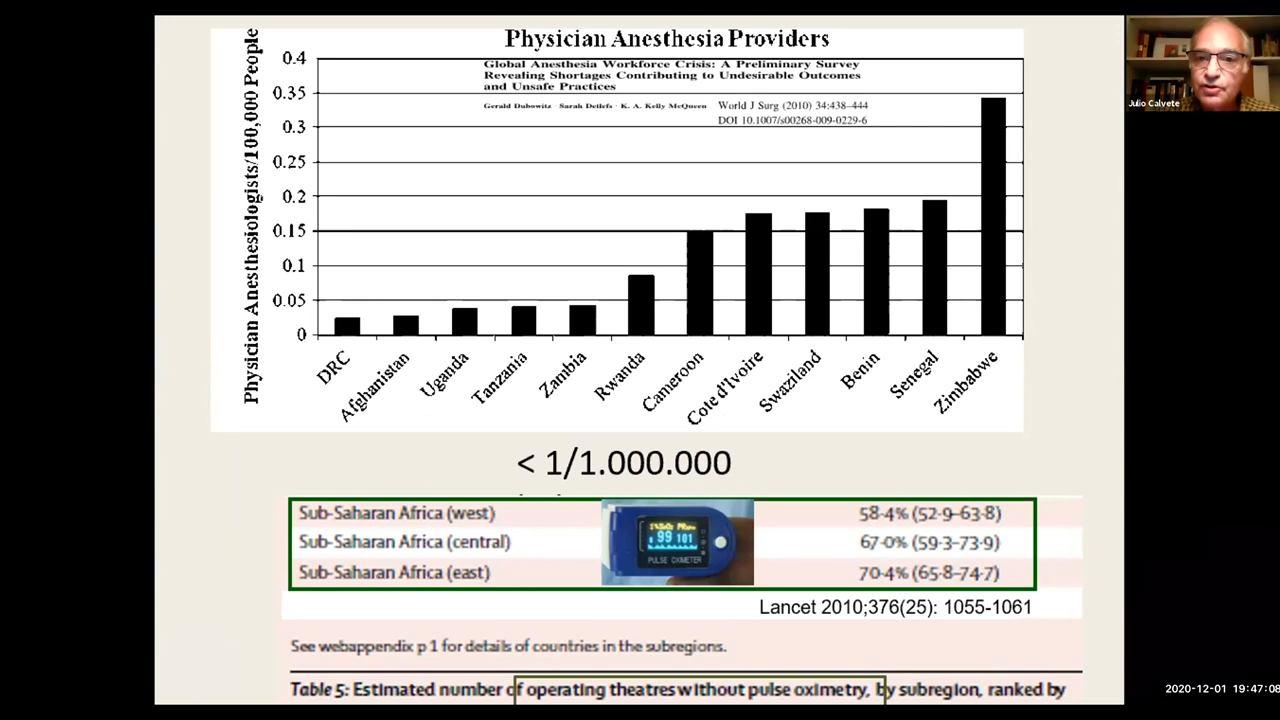 Physician Anesthesia Providers
Global Anesthesia Workforce Crisis: A Preliminary Survey
Revealing Shortages Contributing to Undesirable Outcomes
and Unsafe Practices
Gerald Dubowitz · Sarah Detlefs · K. A. Kelly McQueen
World J Surg (2010) 34:438–444
DOI 10.1007/s00268-009-0229-6
Physician Anesthesiologists/100,000 People
0.4
0.35
0.3
0.25
0.2
0.15
0.1
0.05
0
DRC
Afghanistan
Uganda
Tanzania
Zambia
Rwanda
Cameroon
Cote d'Ivoire
Swaziland
Benin
Senegal
Zimbabwe
Julio Calvete
< 1/1.000.000
Sub-Saharan Africa (west) 58·4% (52·9–63·8)
Sub-Saharan Africa (central) 67·0% (59·3–73·9)
Sub-Saharan Africa (east) 70·4% (65·8–74·7)
99 101
PULSE OXIMETER
Lancet 2010;376(25): 1055-1061
See webappendix p 1 for details of countries in the subregions.
Table 5: Estimated number of operating theatres without pulse oximetry, by subregion, ranked by
2020-12-01 19:47:08